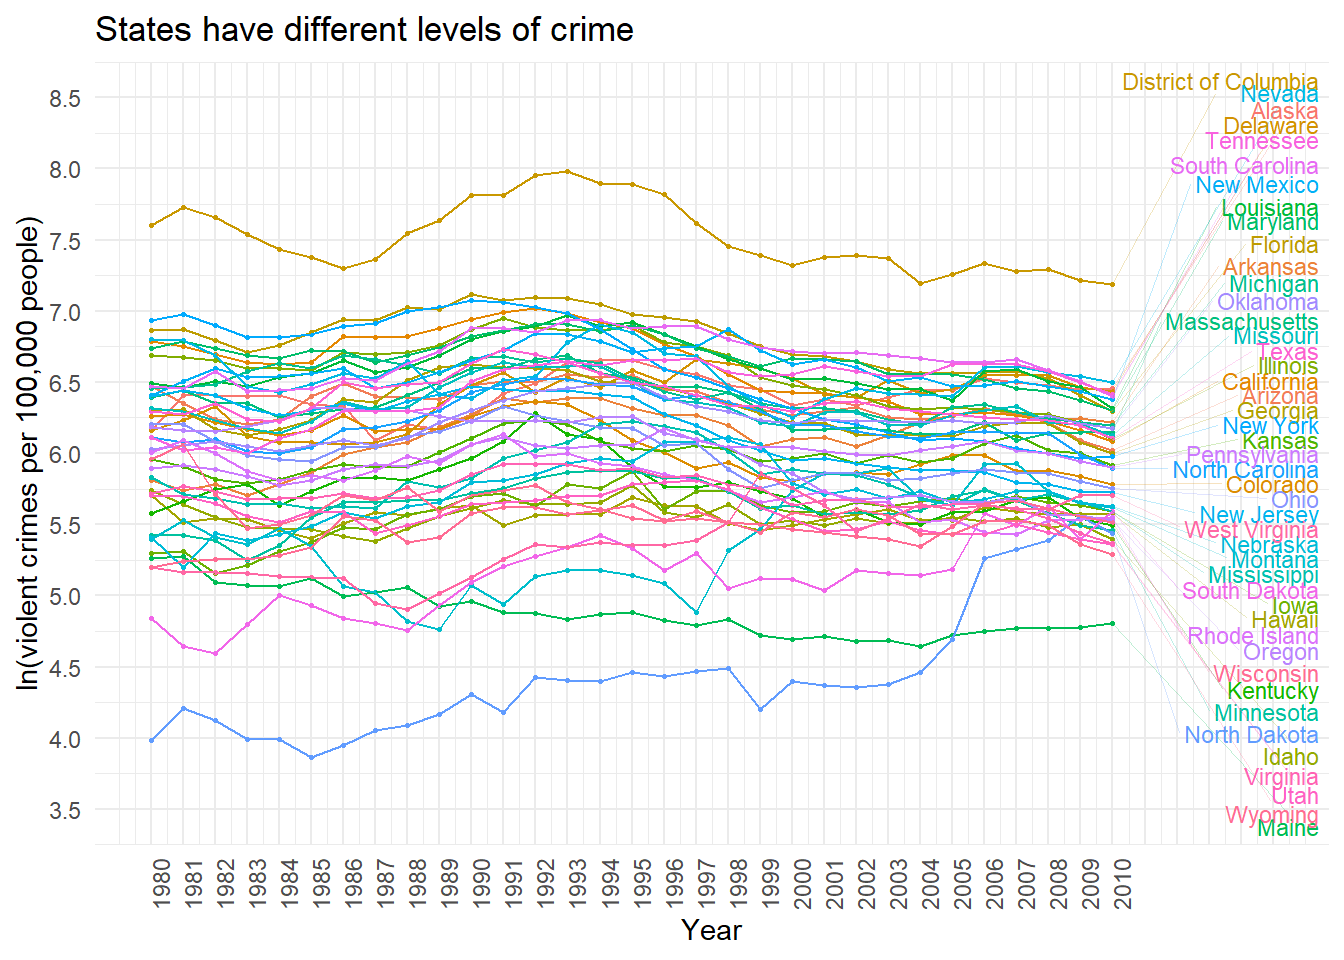 States have different levels of crime
ln(violent crimes per 100,000 people)
8.5
8.0
7.5
7.0
6.5
6.0
5.5
5.0
4.5
4.0
3.5
District of Columbia
Nevada
Alaska
Delaware
Tennessee
South Carolina
New Mexico
Louisiana
Maryland
Florida
Arkansas
Michigan
Oklahoma
Massachusetts
Missouri
Texas
Illinois
California
Arizona
Georgia
New York
Kansas
Pennsylvania
North Carolina
Colorado
Ohio
New Jersey
West Virginia
Nebraska
Montana
Mississippi
South Dakota
Iowa
Hawaii
Rhode Island
Oregon
Wisconsin
Kentucky
Minnesota
North Dakota
Idaho
Virginia
Utah
Wyoming
Maine
1980
1981
1982
1983
1984
1985
1986
1987
1988
1989
1990
1991
1992
1993
1994
1995
1996
1997
1998
1999
2000
2001
2002
2003
2004
2005
2006
2007
2008
2009
2010
Year